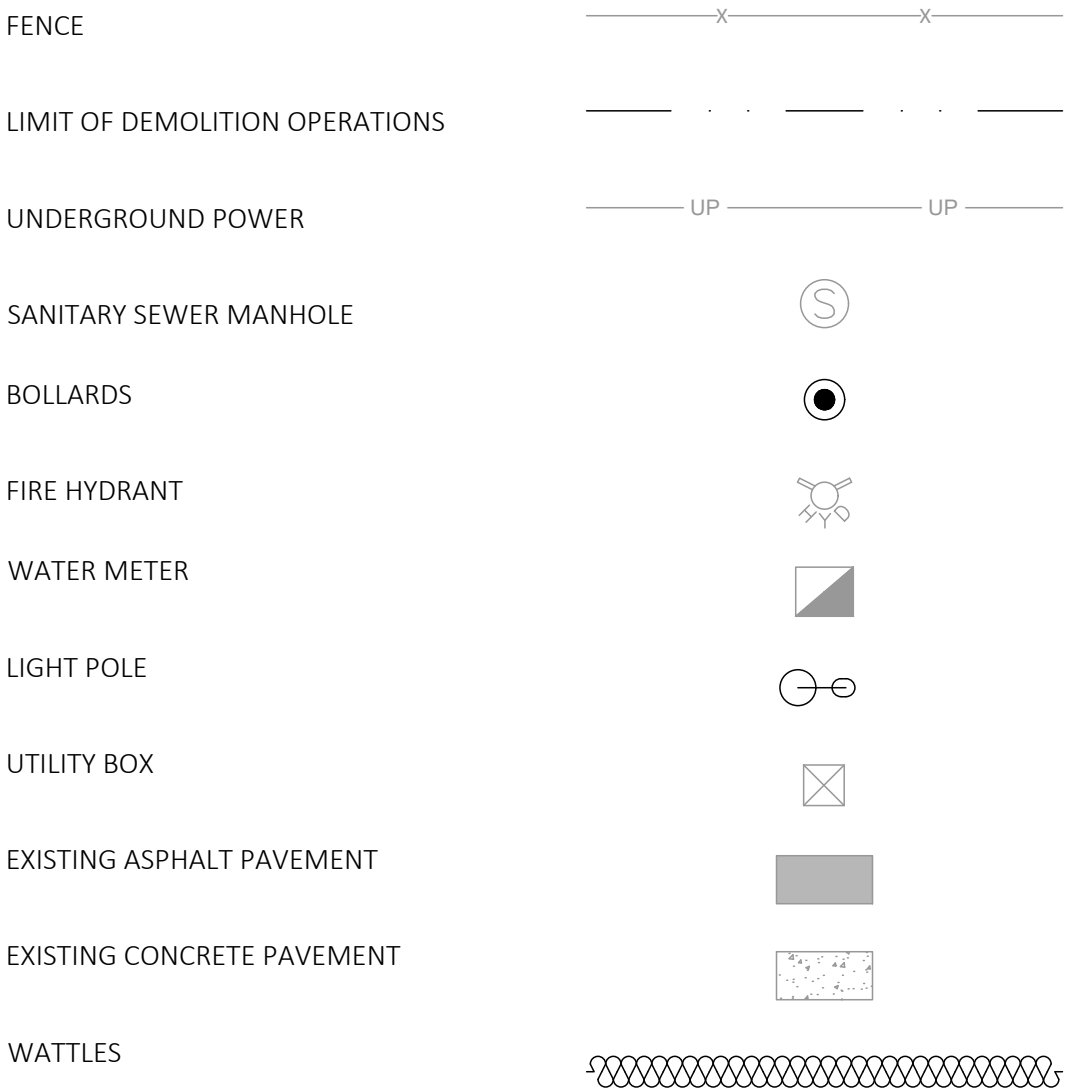 FENCE X X
LIMIT OF DEMOLITION OPERATIONS
UNDERGROUND POWER UP UP
SANITARY SEWER MANHOLE S
BOLLARDS
FIRE HYDRANT HYD
WATER METER
LIGHT POLE
UTILITY BOX
EXISTING ASPHALT PAVEMENT
EXISTING CONCRETE PAVEMENT
WATTLES